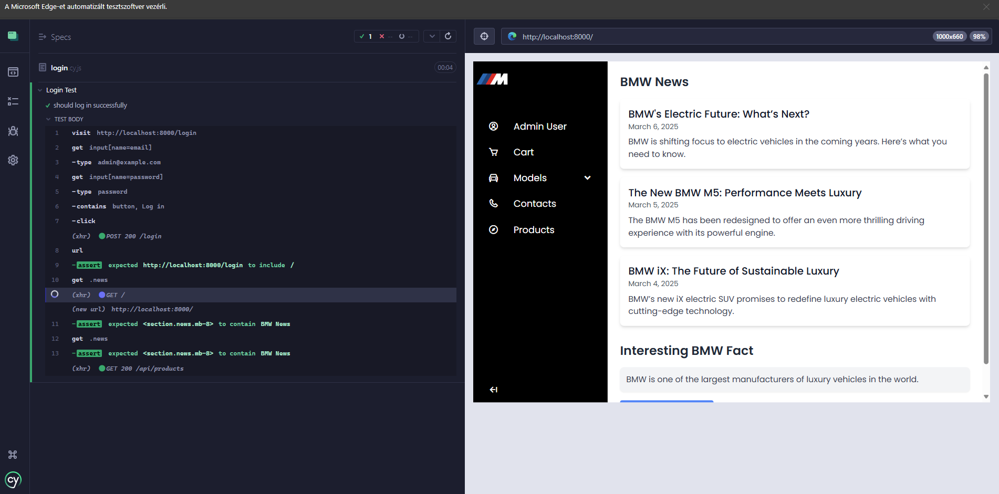 A Microsoft Edge-et automatizált tesztszoftver vezérli.
Specs
1 -- --
login.cy.js
00:04
Login Test
should log in successfully
TEST BODY
1 visit http://localhost:8000/login
2 get input[name=email]
3 -type admin@example.com
4 get input[name=password]
5 -type password
6 -contains button, Log in
7 -click
(xhr) POST 200 /login
8 url
9 -assert expected http://localhost:8000/login to include /
10 get .news
(xhr) GET /
(new url) http://localhost:8000/
11 -assert expected <section.news.mb-8> to contain BMW News
12 get .news
13 -assert expected <section.news.mb-8> to contain BMW News
(xhr) GET 200 /api/products
cy
http://localhost:8000/
1000x660
98%
M
Admin User
Cart
Models
Contacts
Products
BMW News
BMW's Electric Future: What’s Next?
March 6, 2025
BMW is shifting focus to electric vehicles in the coming years. Here’s what you
need to know.
The New BMW M5: Performance Meets Luxury
March 5, 2025
The BMW M5 has been redesigned to offer an even more thrilling driving
experience with its powerful engine.
BMW iX: The Future of Sustainable Luxury
March 4, 2025
BMW’s new iX electric SUV promises to redefine luxury electric vehicles with
cutting-edge technology.
Interesting BMW Fact
BMW is one of the largest manufacturers of luxury vehicles in the world.